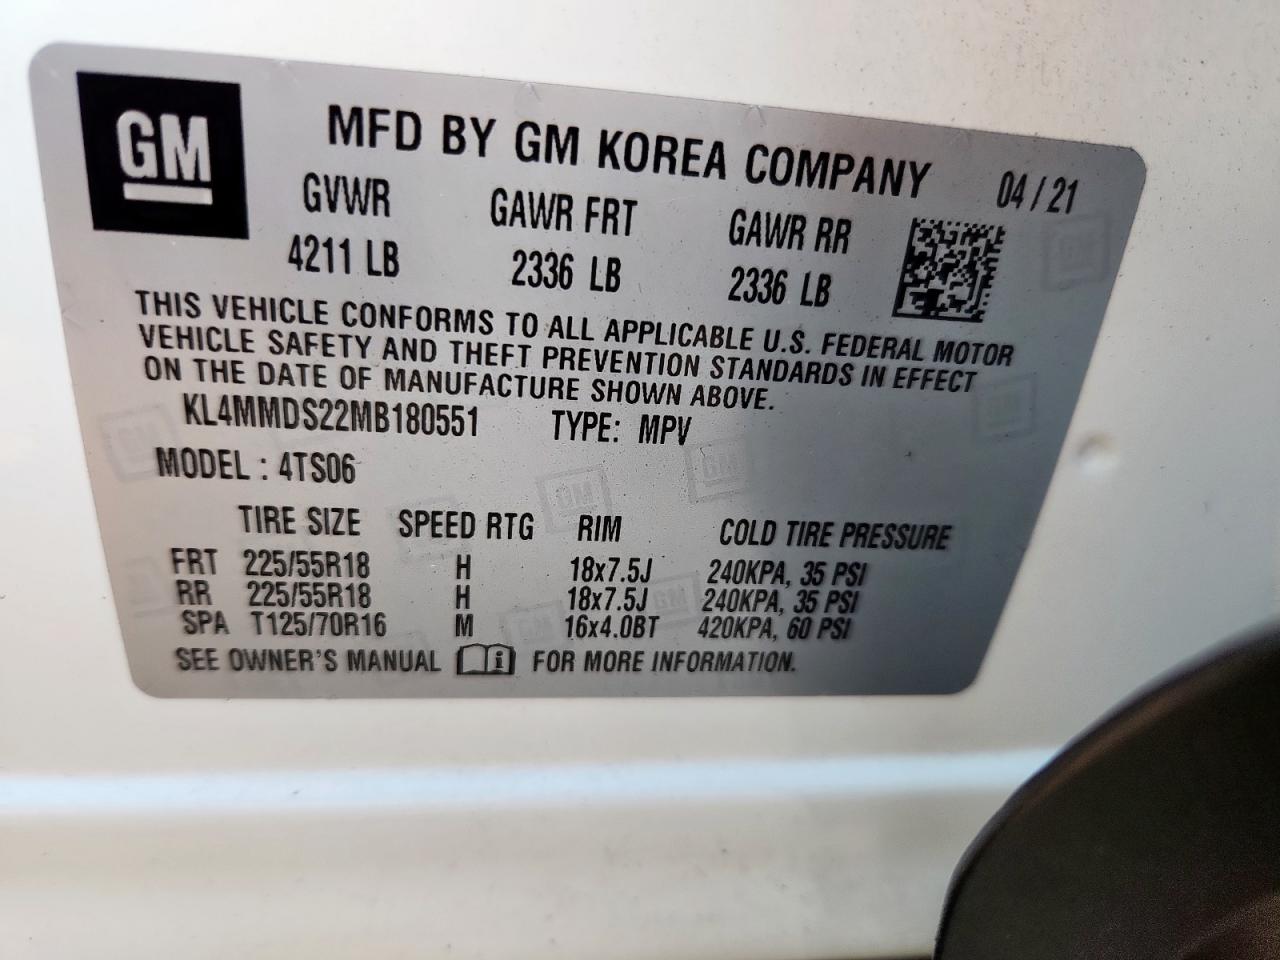 GM
MFD BY GM KOREA COMPANY 04/21
GVWR GAWR FRT GAWR RR
4211 LB 2336 LB 2336 LB
THIS VEHICLE CONFORMS TO ALL APPLICABLE U.S. FEDERAL MOTOR
VEHICLE SAFETY AND THEFT PREVENTION STANDARDS IN EFFECT
ON THE DATE OF MANUFACTURE SHOWN ABOVE.
KL4MMDS22MB180551 TYPE: MPV
MODEL : 4TS06
TIRE SIZE SPEED RTG RIM COLD TIRE PRESSURE
FRT 225/55R18 H 18x7.5J 240KPA, 35 PSI
RR 225/55R18 H 18x7.5J 240KPA, 35 PSI
SPA T125/70R16 M 16x4.0BT 420KPA, 60 PSI
SEE OWNER'S MANUAL i FOR MORE INFORMATION.